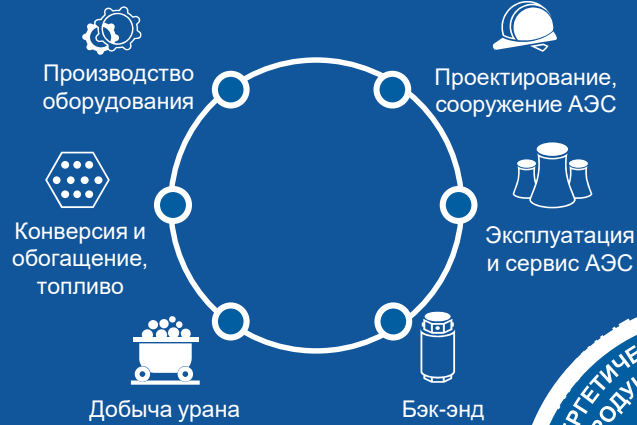 Производство
оборудования
Проектирование,
сооружение АЭС
Конверсия и
обогащение,
топливо
Эксплуатация
и сервис АЭС
Добыча урана
Бэк-энд